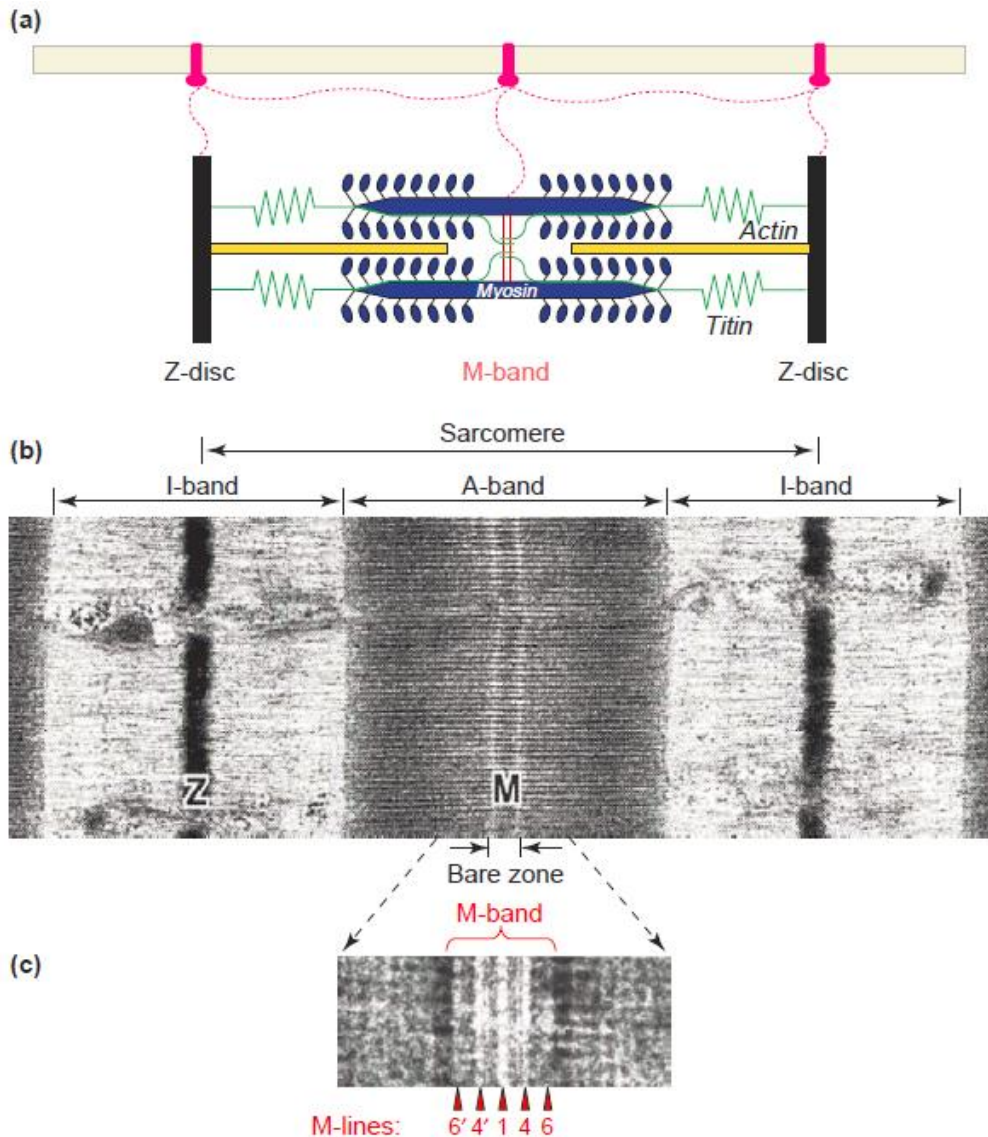 (a)
Actin
Myosin
Titin
Z-disc M-band Z-disc
Sarcomere
(b)
I-band A-band I-band
Z M
Bare zone
M-band
(c)
M-lines: 6′ 4′ 1 4 6